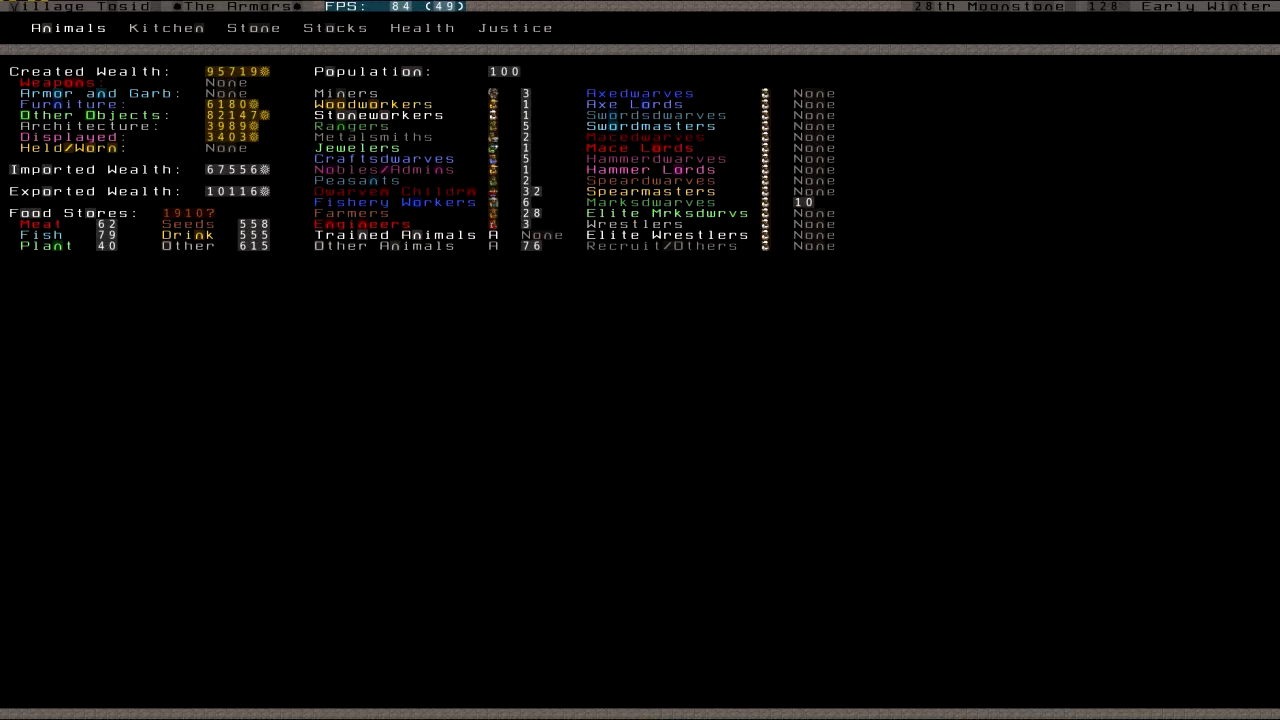 Village Tosid "The Armors" FPS: 84 (49) 28th Moonstone 128 Early Winter
Animals Kitchen Stone Stocks Health Justice
Created Wealth: 95719☼ Population: 100
Weapons: None
Armor and Garb: None Miners 3 Axedwarves None
Furniture: 6180☼ Woodworkers 1 Axe Lords None
Other Objects: 82147☼ Stoneworkers 1 Swordsdwarves None
Architecture: 3989☼ Rangers 5 Swordmasters None
Displayed: 3403☼ Metalsmiths 2 Macedwarves None
Held/Worn: None Jewelers 1 Mace Lords None
Craftsdwarves 5 Hammerdwarves None
Imported Wealth: 67556☼ Nobles/Admins 1 Hammer Lords None
Peasants 2 Speardwarves None
Exported Wealth: 10116☼ Dwarven Childrn 32 Spearmasters None
Fishery Workers 6 Marksdwarves 10
Food Stores: 1910? Farmers 28 Elite Mrksdwrvs None
Meat 62 Seeds 558 Engineers 3 Wrestlers None
Fish 79 Drink 555 Trained Animals A None Elite Wrestlers None
Plant 40 Other 615 Other Animals A 76 Recruit/Others None